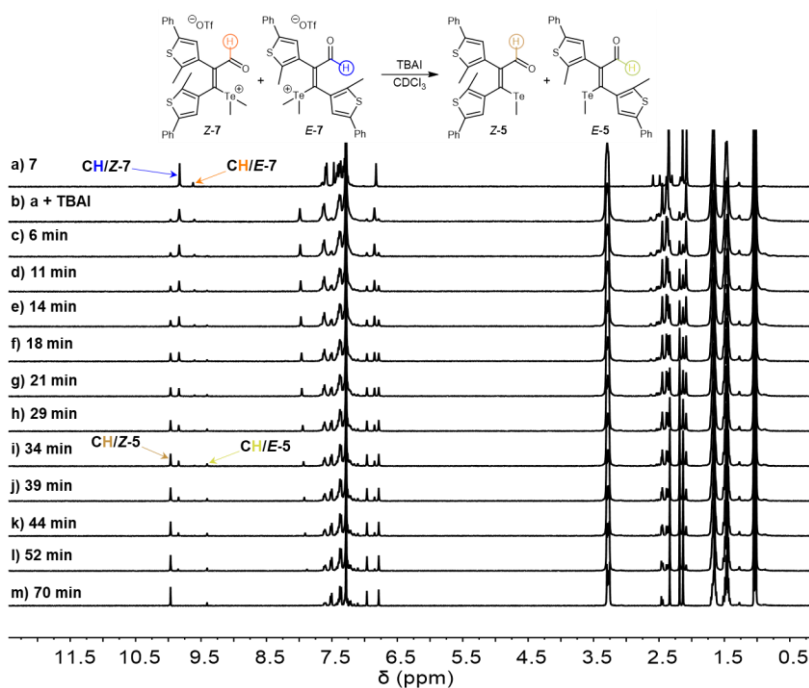 Ph ⊖OTf Ph ⊖OTf Ph Ph
H O O O
S O S H S O S H
TBAI
+ CDCl₃ +
S Te⊕ ⊕Te S S Te Te S
Ph Z-7 E-7 Ph Ph Z-5 E-5 Ph
a) 7 CH/Z-7 CH/E-7
b) a + TBAI
c) 6 min
d) 11 min
e) 14 min
f) 18 min
g) 21 min
h) 29 min
CH/Z-5 CH/E-5
i) 34 min
j) 39 min
k) 44 min
l) 52 min
m) 70 min
11.5 10.5 9.5 8.5 7.5 6.5 5.5 4.5 3.5 2.5 1.5 0.5
δ (ppm)